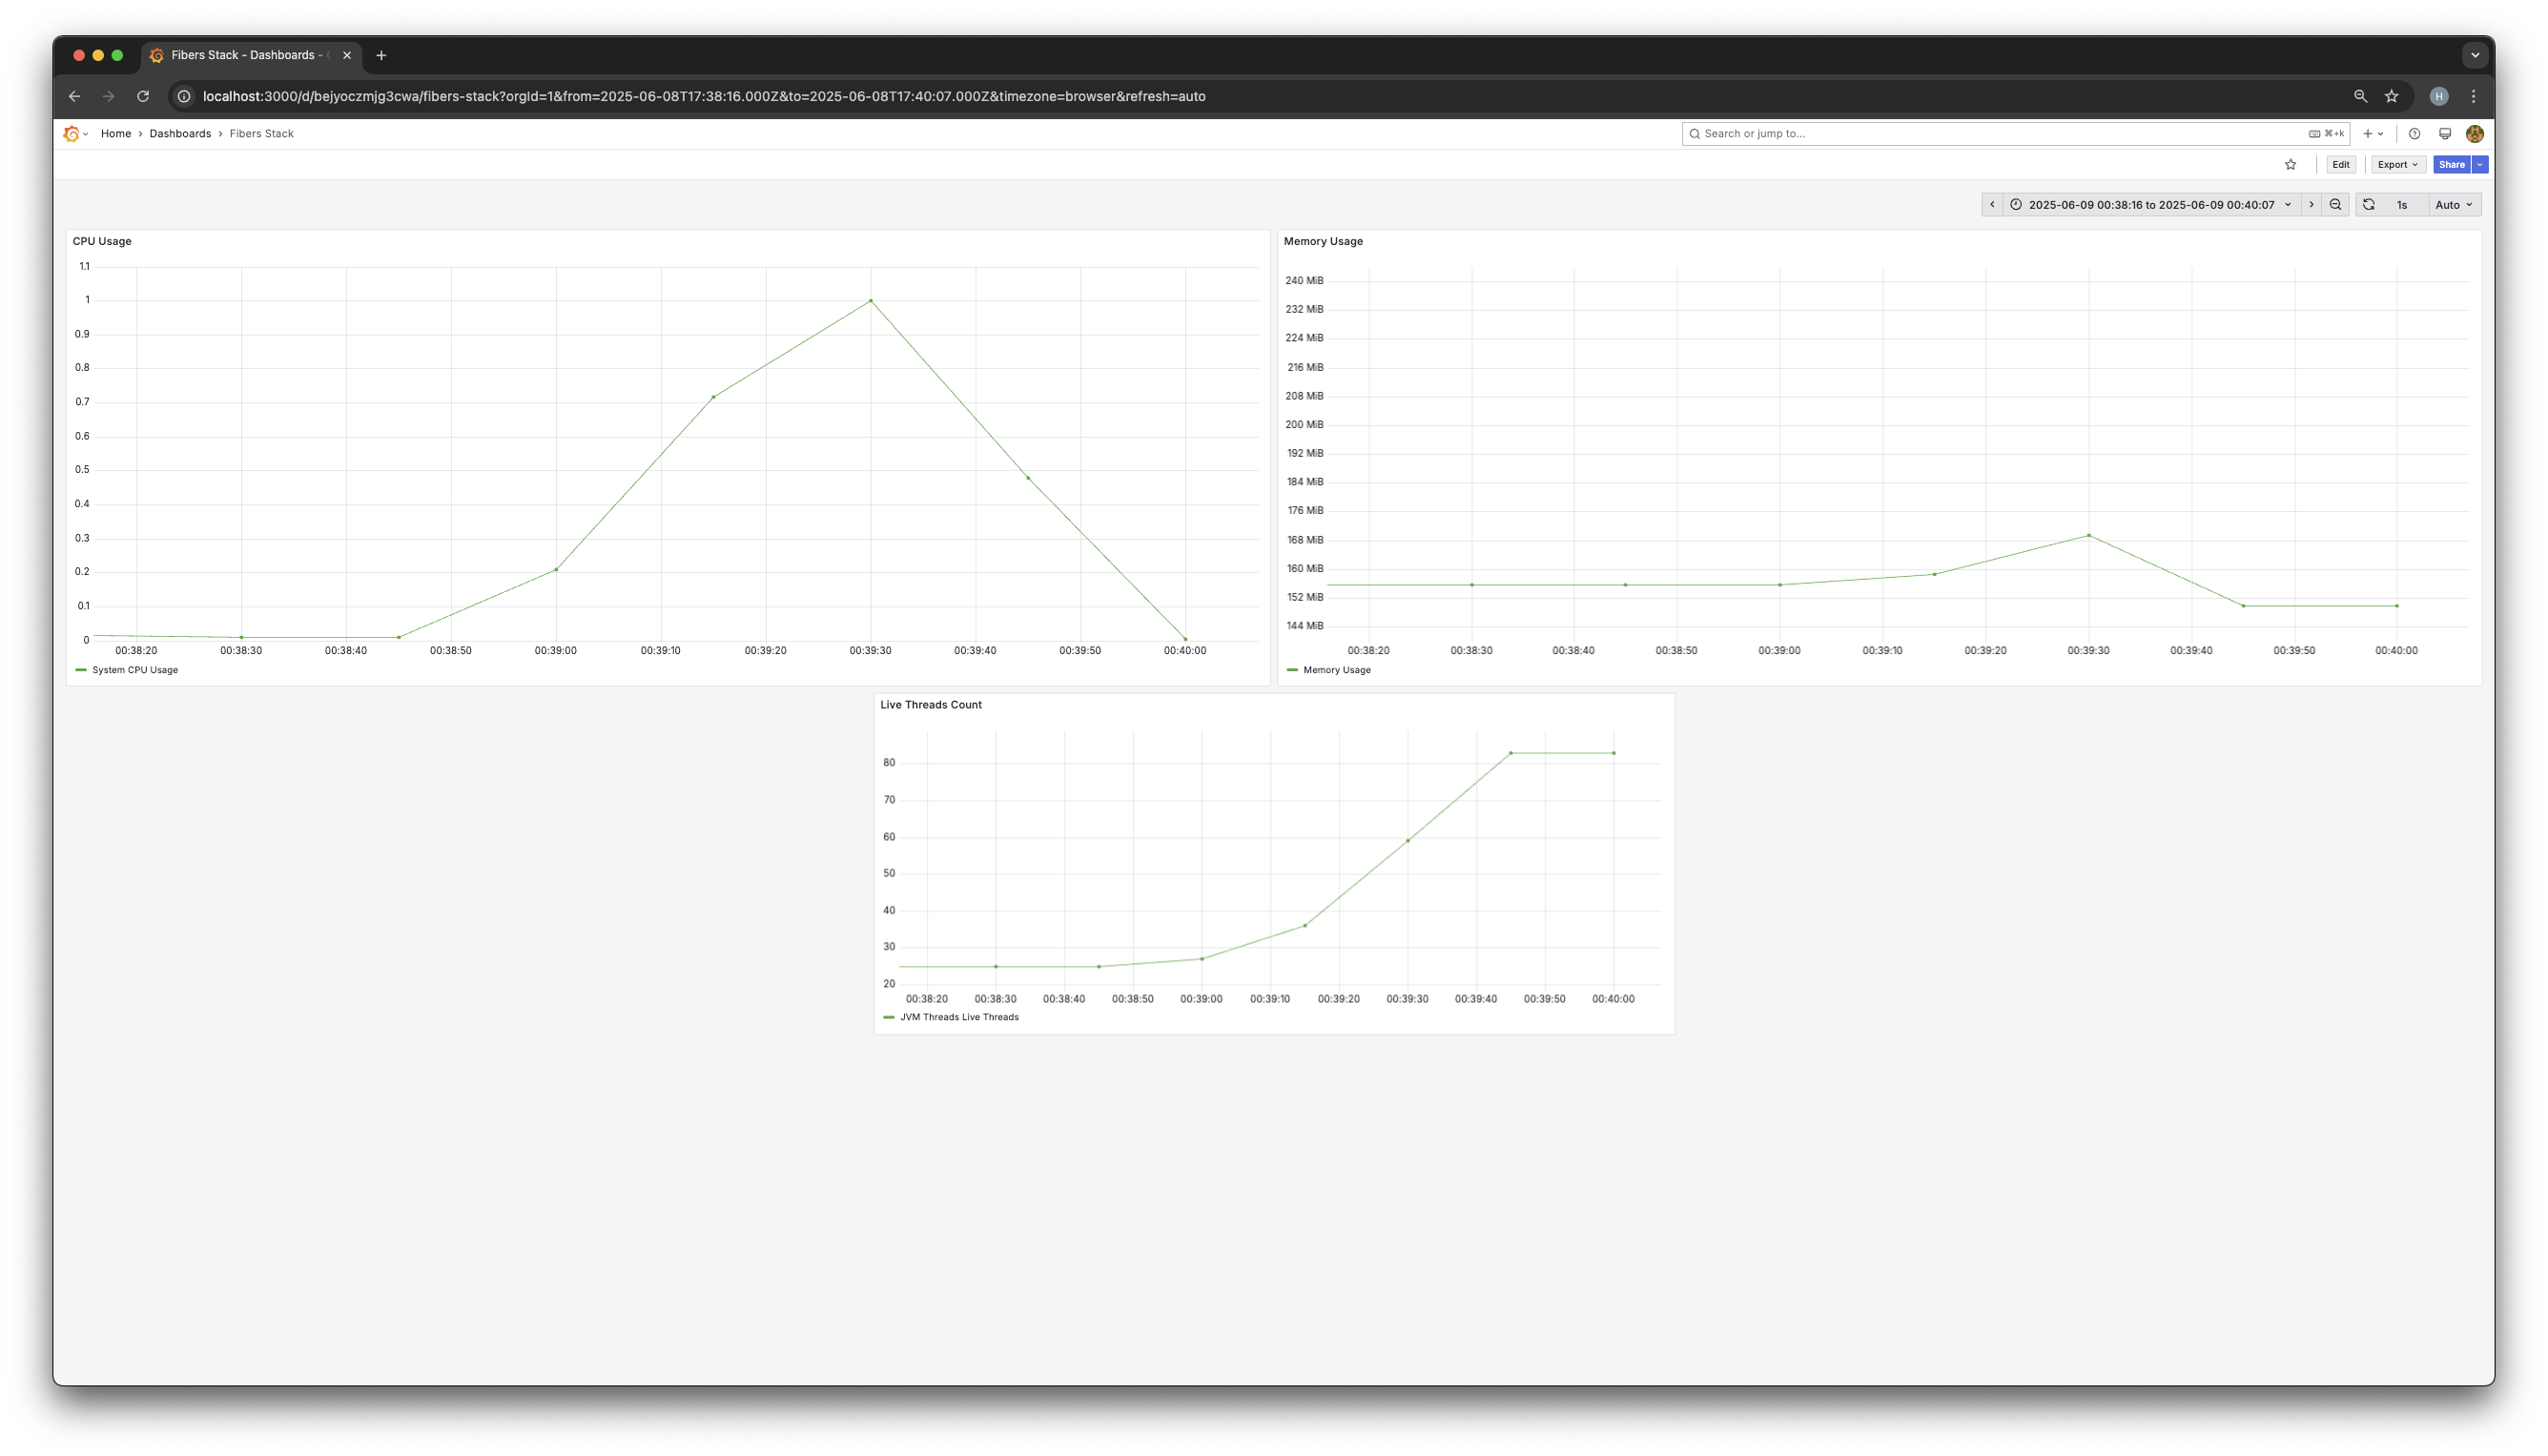 Fibers Stack - Dashboards -
localhost:3000/d/bejyoczmjg3cwa/fibers-stack?orgId=1&from=2025-06-08T17:38:16.000Z&to=2025-06-08T17:40:07.000Z&timezone=browser&refresh=auto
H
Home › Dashboards › Fibers Stack
Search or jump to...
⌘+k
Edit
Export
Share
2025-06-09 00:38:16 to 2025-06-09 00:40:07
1s
Auto
CPU Usage
1.1
1
0.9
0.8
0.7
0.6
0.5
0.4
0.3
0.2
0.1
0
00:38:20 00:38:30 00:38:40 00:38:50 00:39:00 00:39:10 00:39:20 00:39:30 00:39:40 00:39:50 00:40:00
System CPU Usage
Memory Usage
240 MiB
232 MiB
224 MiB
216 MiB
208 MiB
200 MiB
192 MiB
184 MiB
176 MiB
168 MiB
160 MiB
152 MiB
144 MiB
00:38:20 00:38:30 00:38:40 00:38:50 00:39:00 00:39:10 00:39:20 00:39:30 00:39:40 00:39:50 00:40:00
Memory Usage
Live Threads Count
80
70
60
50
40
30
20
00:38:20 00:38:30 00:38:40 00:38:50 00:39:00 00:39:10 00:39:20 00:39:30 00:39:40 00:39:50 00:40:00
JVM Threads Live Threads